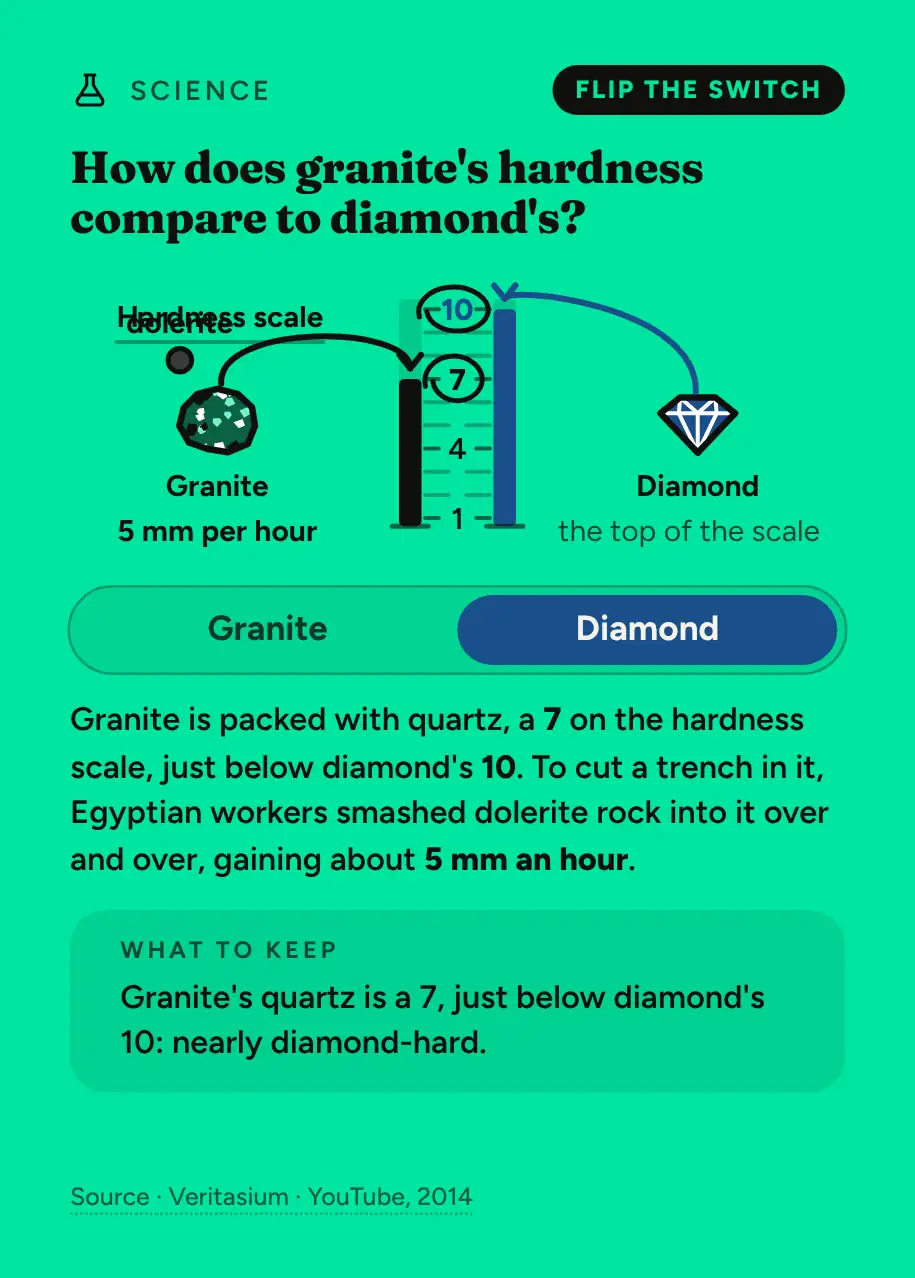 SCIENCE
FLIP THE SWITCH
How does granite's hardness
compare to diamond's?
Hardness scale
dolerite
10
7
4
1
Granite
5 mm per hour
Diamond
the top of the scale
Granite
Diamond
Granite is packed with quartz, a 7 on the hardness
scale, just below diamond's 10. To cut a trench in it,
Egyptian workers smashed dolerite rock into it over
and over, gaining about 5 mm an hour.
WHAT TO KEEP
Granite's quartz is a 7, just below diamond's
10: nearly diamond-hard.
Source · Veritasium · YouTube, 2014